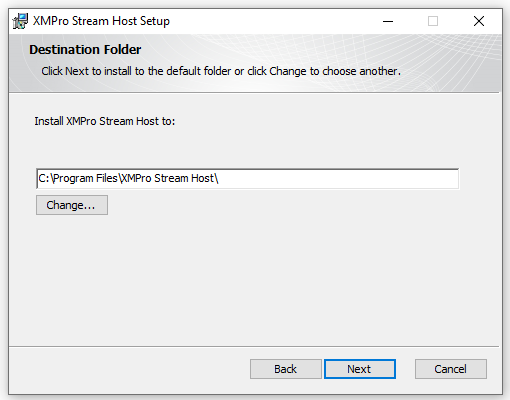 XMPro Stream Host Setup
Destination Folder
Click Next to install to the default folder or click Change to choose another.
Install XMPro Stream Host to:
C:\Program Files\XMPro Stream Host\
Change...
Back
Next
Cancel